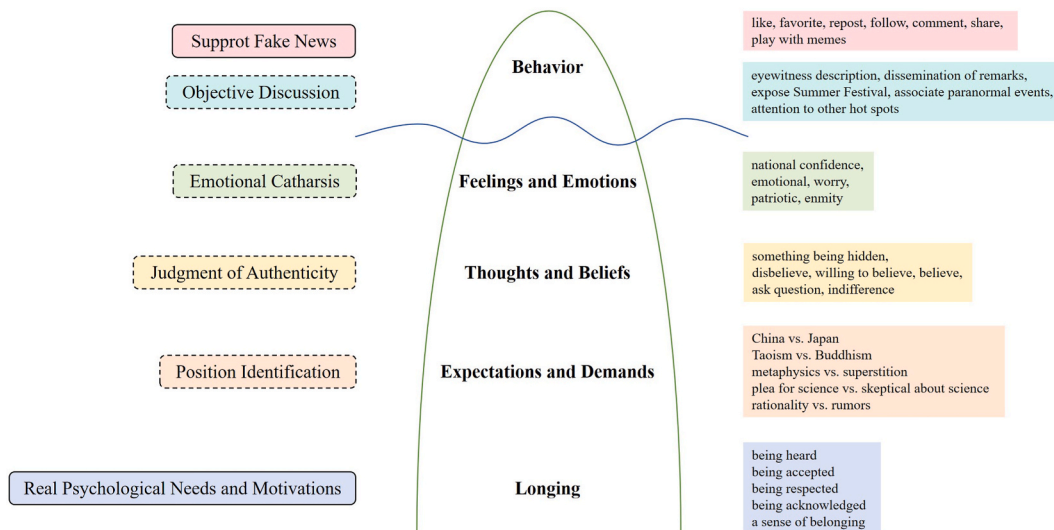 Supprot Fake News
Behavior
like, favorite, repost, follow, comment, share,
play with memes
Objective Discussion
eyewitness description, dissemination of remarks,
expose Summer Festival, associate paranormal events,
attention to other hot spots
Emotional Catharsis
Feelings and Emotions
national confidence,
emotional, worry,
patriotic, enmity
Judgment of Authenticity
Thoughts and Beliefs
something being hidden,
disbelieve, willing to believe, believe,
ask question, indifference
Position Identification
Expectations and Demands
China vs. Japan
Taoism vs. Buddhism
metaphysics vs. superstition
plea for science vs. skeptical about science
rationality vs. rumors
Real Psychological Needs and Motivations
Longing
being heard
being accepted
being respected
being acknowledged
a sense of belonging